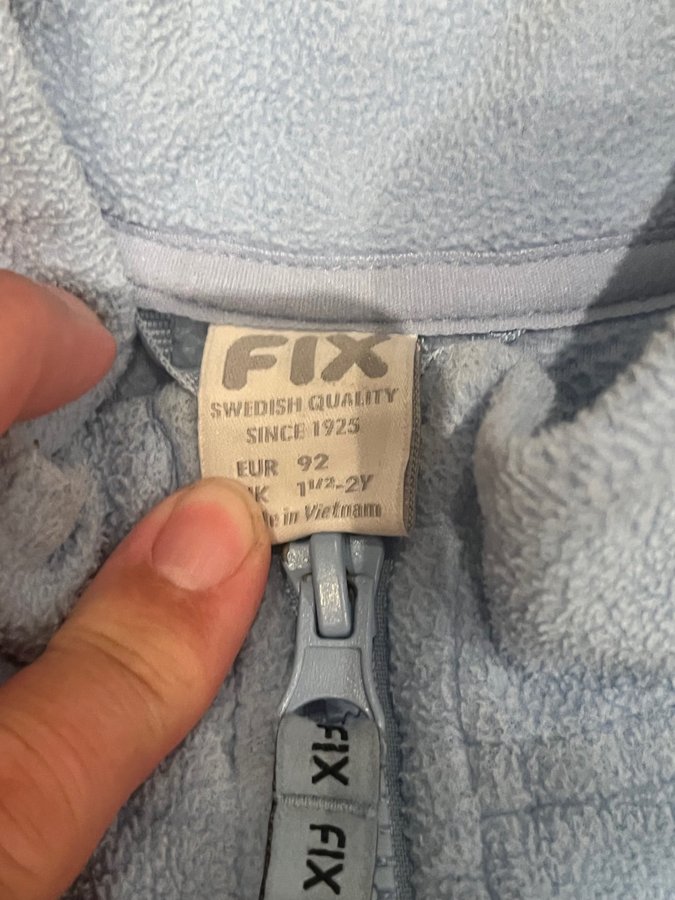 FIX
SWEDISH QUALITY
SINCE 1925
EUR 92
1½-2Y
in Vietnam
FIX
FIX